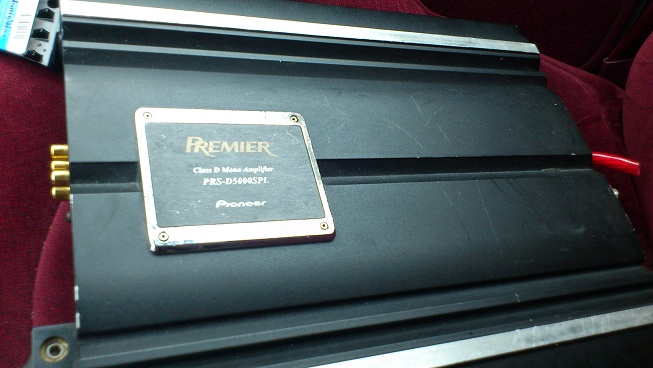 PREMIER
Class D Mono Amplifier
PRS-D5000SPL
Pioneer